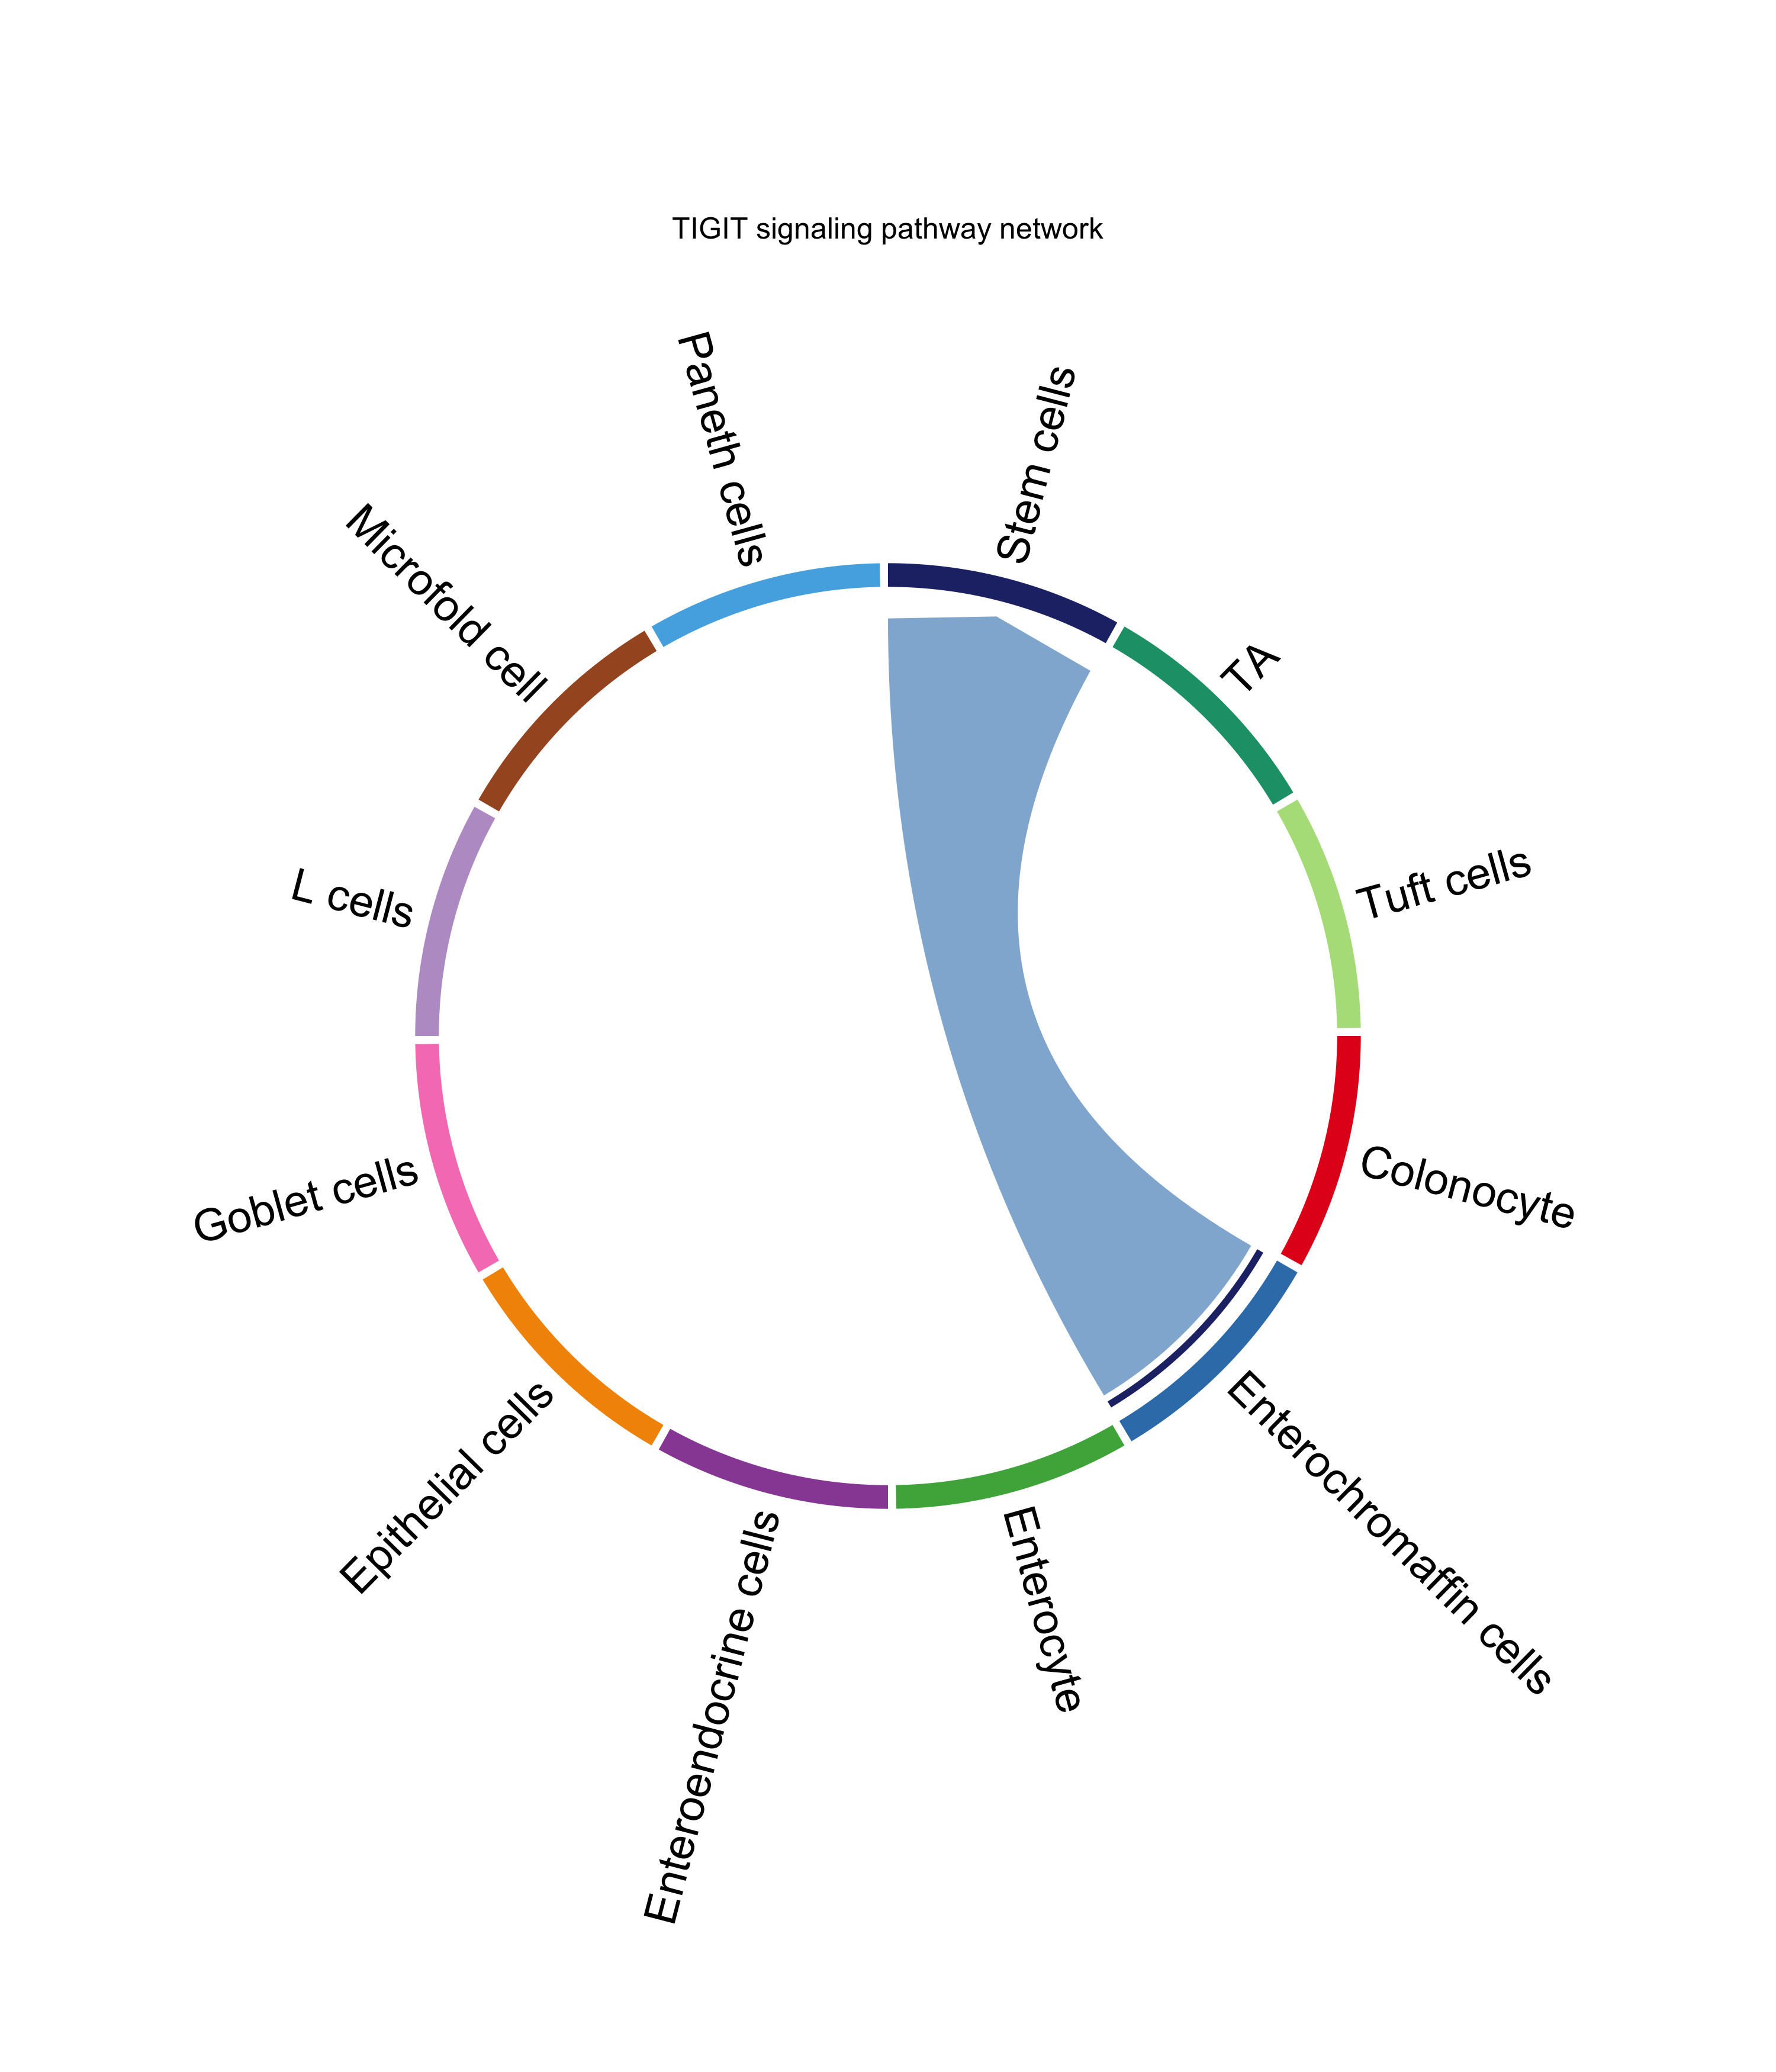 TIGIT signaling pathway network
Paneth cells
Stem cells
Microfold cell
TA
L cells
Tuft cells
Goblet cells
Colonocyte
Epithelial cells
Enterochromaffin cells
Enteroendocrine cells
Enterocyte